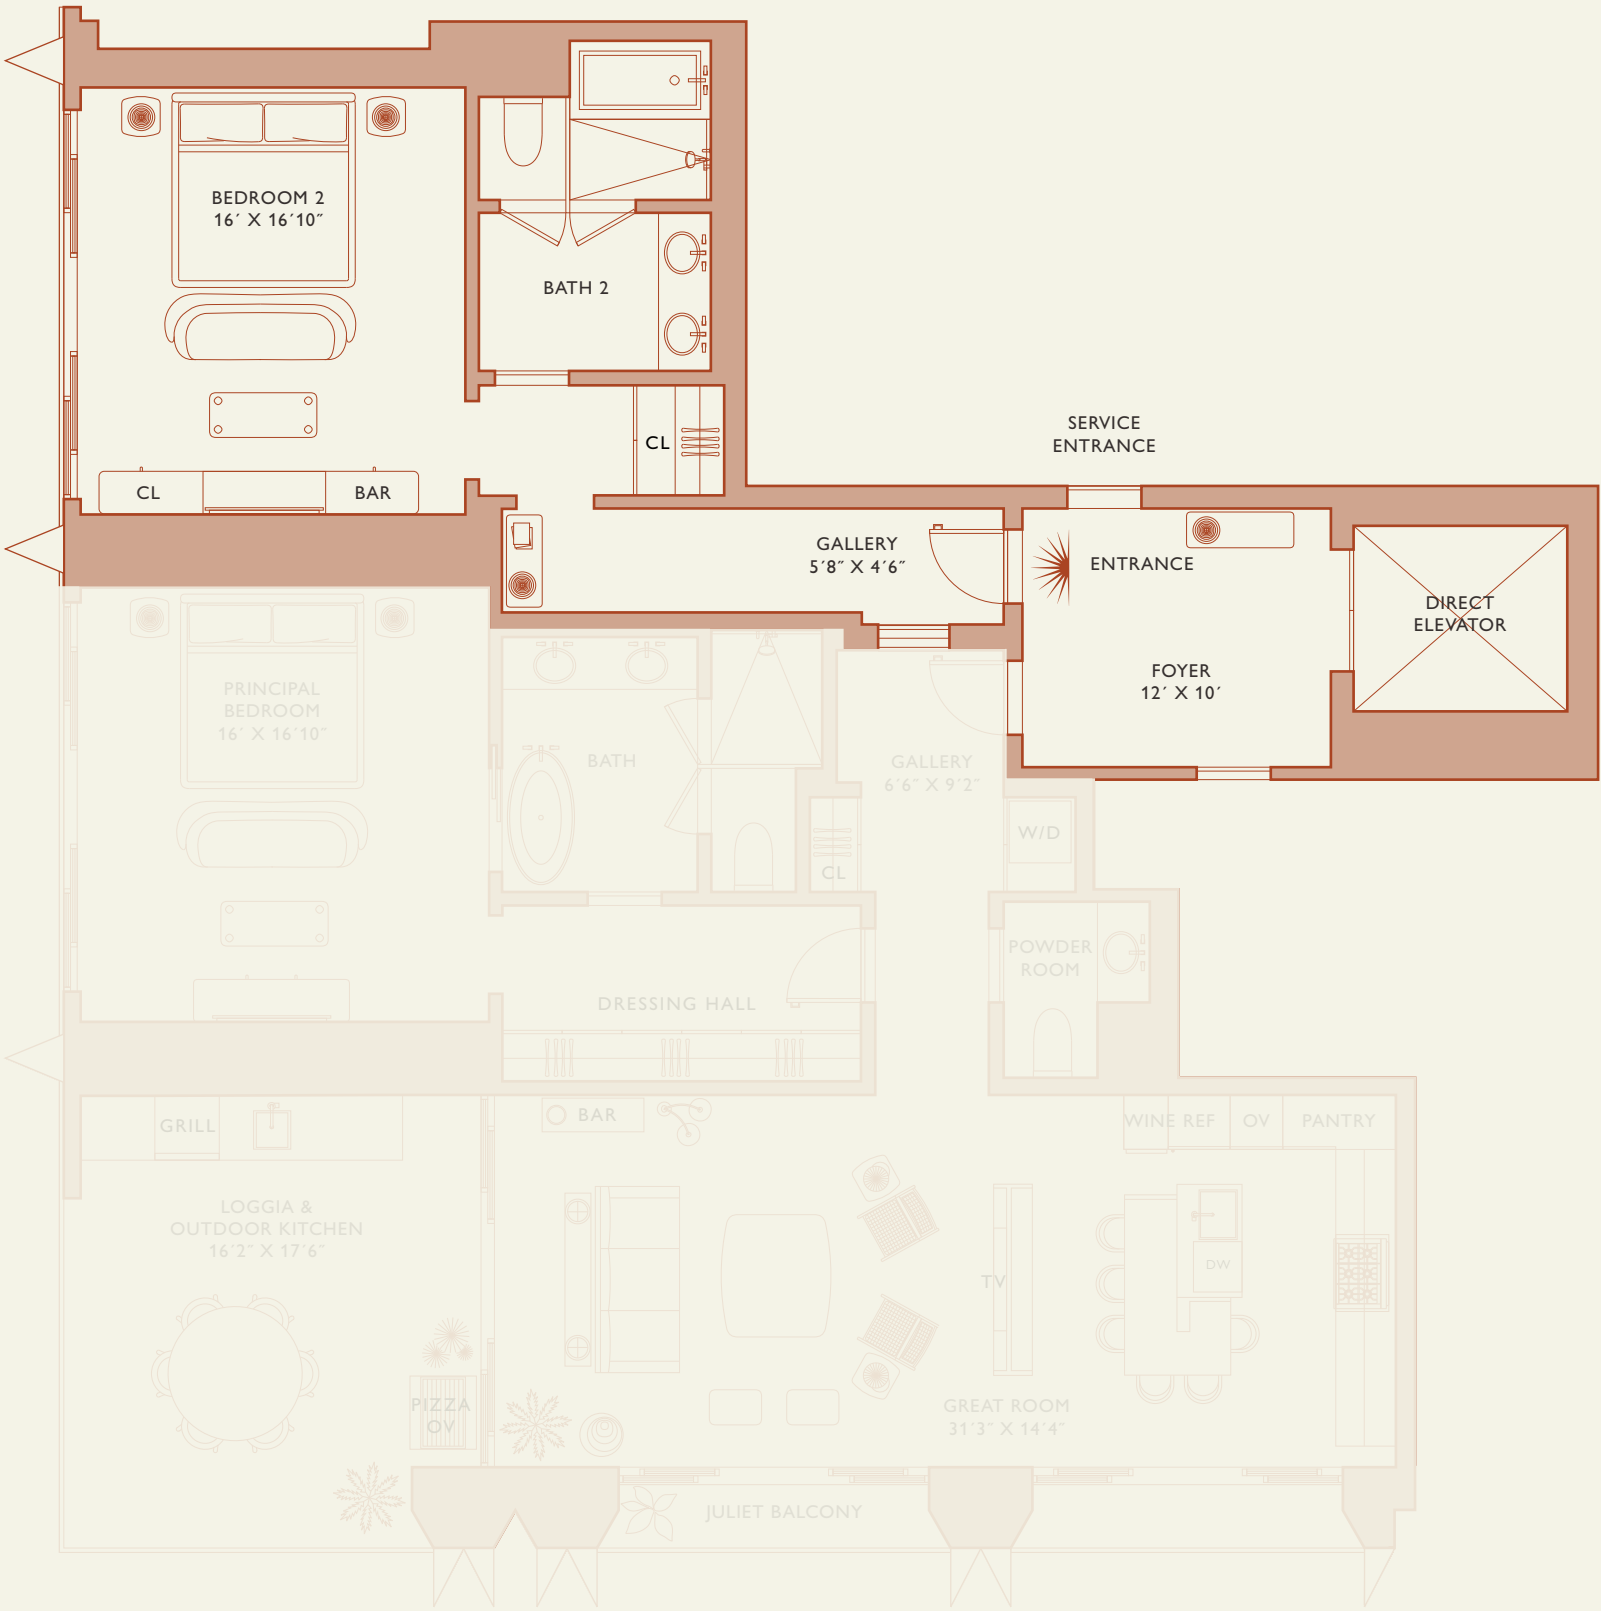 BEDROOM 2
16´ X 16´10˝
BATH 2
SERVICE
ENTRANCE
CL
CL
BAR
GALLERY
5´8˝ X 4´6˝
ENTRANCE
DIRECT
ELEVATOR
FOYER
12´ X 10´
PRINCIPAL
BEDROOM
16´ X 16´10˝
BATH
GALLERY
6´6˝ X 9´2˝
W/D
CL
POWDER
ROOM
DRESSING HALL
GRILL
BAR
WINE REF
OV
PANTRY
LOGGIA &
OUTDOOR KITCHEN
16´2˝ X 17´6˝
DW
TV
PIZZA
OV
GREAT ROOM
31´3˝ X 14´4˝
JULIET BALCONY